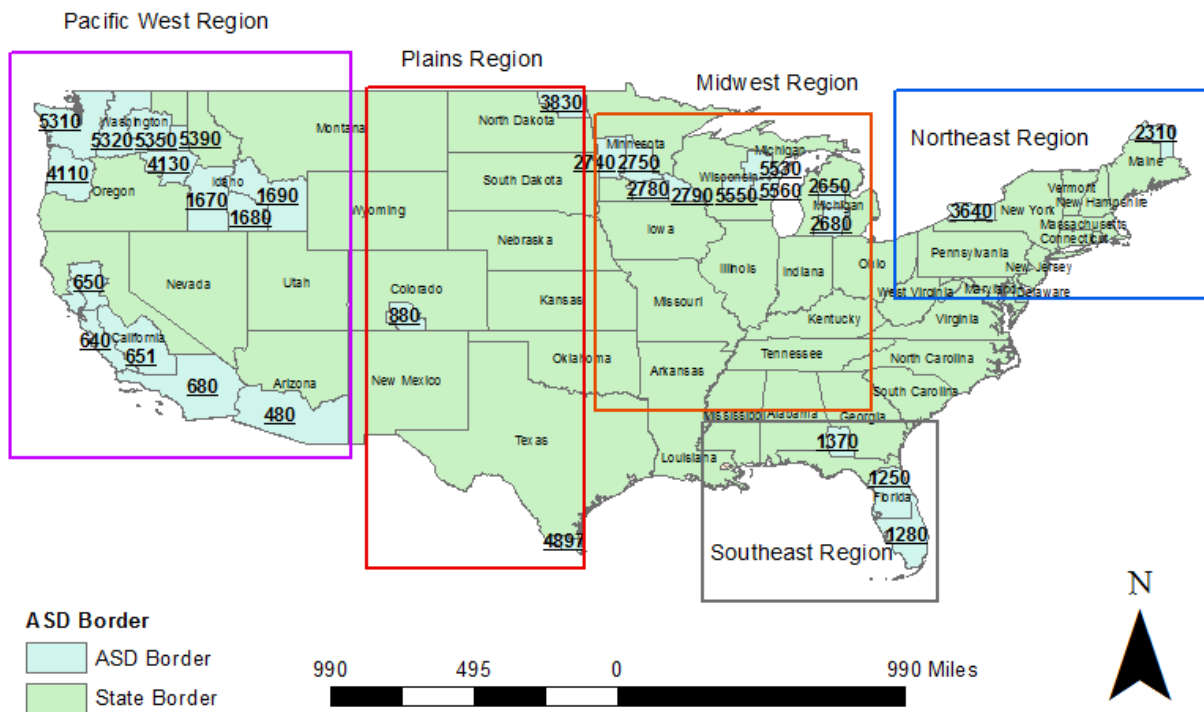 Pacific West Region
Plains Region
Midwest Region
Northeast Region
Southeast Region
5310
Washington
5320
5350
5390
4110
4130
Oregon
Idaho
1670
1690
1680
Montana
Wyoming
Nevada
Utah
650
California
640
651
680
480
Arizona
3830
North Dakota
South Dakota
Nebraska
Colorado
880
Kansas
New Mexico
Oklahoma
Texas
4897
Minnesota
2740
2750
2780
2790
Wisconsin
5550
5530
5560
Michigan
2650
Michigan
2680
Iowa
Illinois
Indiana
Ohio
Missouri
Kentucky
Tennessee
Arkansas
West Virginia
Virginia
North Carolina
South Carolina
Mississippi
Alabama
Georgia
Louisiana
1370
1250
Florida
1280
2310
Maine
Vermont
New Hampshire
3640
New York
Massachusetts
Connecticut
Pennsylvania
New Jersey
Maryland
Delaware
N
ASD Border
ASD Border
State Border
990 495 0 990 Miles